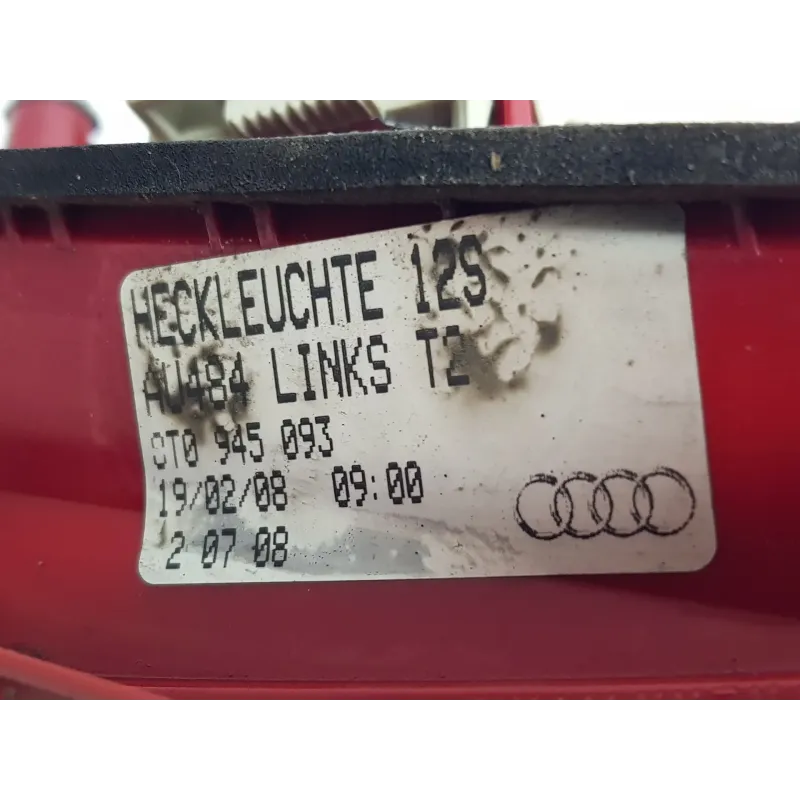 HECKLEUCHTE 12S
AU484 LINKS T2
8T0 945 093
19/02/08 09:00
2 07 08